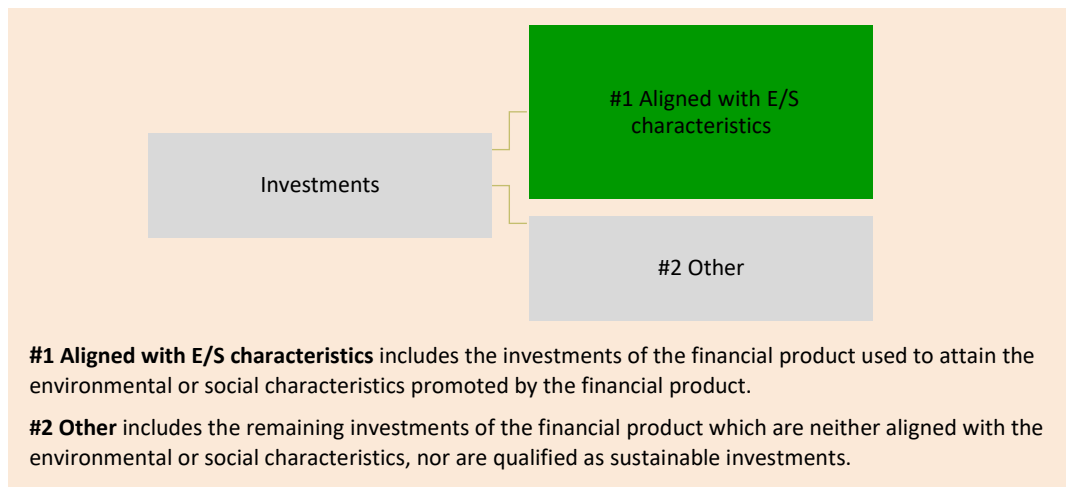 #1 Aligned with E/S
characteristics
Investments
#2 Other
#1 Aligned with E/S characteristics includes the investments of the financial product used to attain the
environmental or social characteristics promoted by the financial product.
#2 Other includes the remaining investments of the financial product which are neither aligned with the
environmental or social characteristics, nor are qualified as sustainable investments.